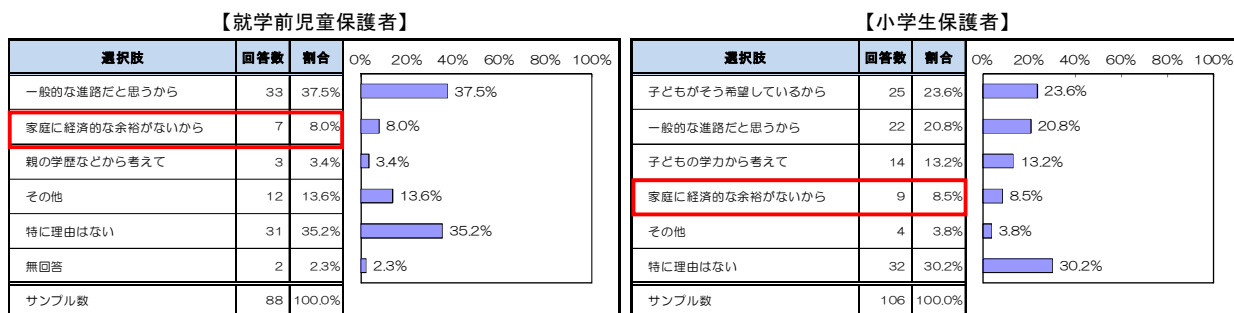 【就学前児童保護者】
選択肢 回答数 割合 0% 20% 40% 60% 80% 100%
一般的な進路だと思うから 33 37.5% 37.5%
家庭に経済的な余裕がないから 7 8.0% 8.0%
親の学歴などから考えて 3 3.4% 3.4%
その他 12 13.6% 13.6%
特に理由はない 31 35.2% 35.2%
無回答 2 2.3% 2.3%
サンプル数 88 100.0%
【小学生保護者】
選択肢 回答数 割合 0% 20% 40% 60% 80% 100%
子どもがそう希望しているから 25 23.6% 23.6%
一般的な進路だと思うから 22 20.8% 20.8%
子どもの学力から考えて 14 13.2% 13.2%
家庭に経済的な余裕がないから 9 8.5% 8.5%
その他 4 3.8% 3.8%
特に理由はない 32 30.2% 30.2%
サンプル数 106 100.0%